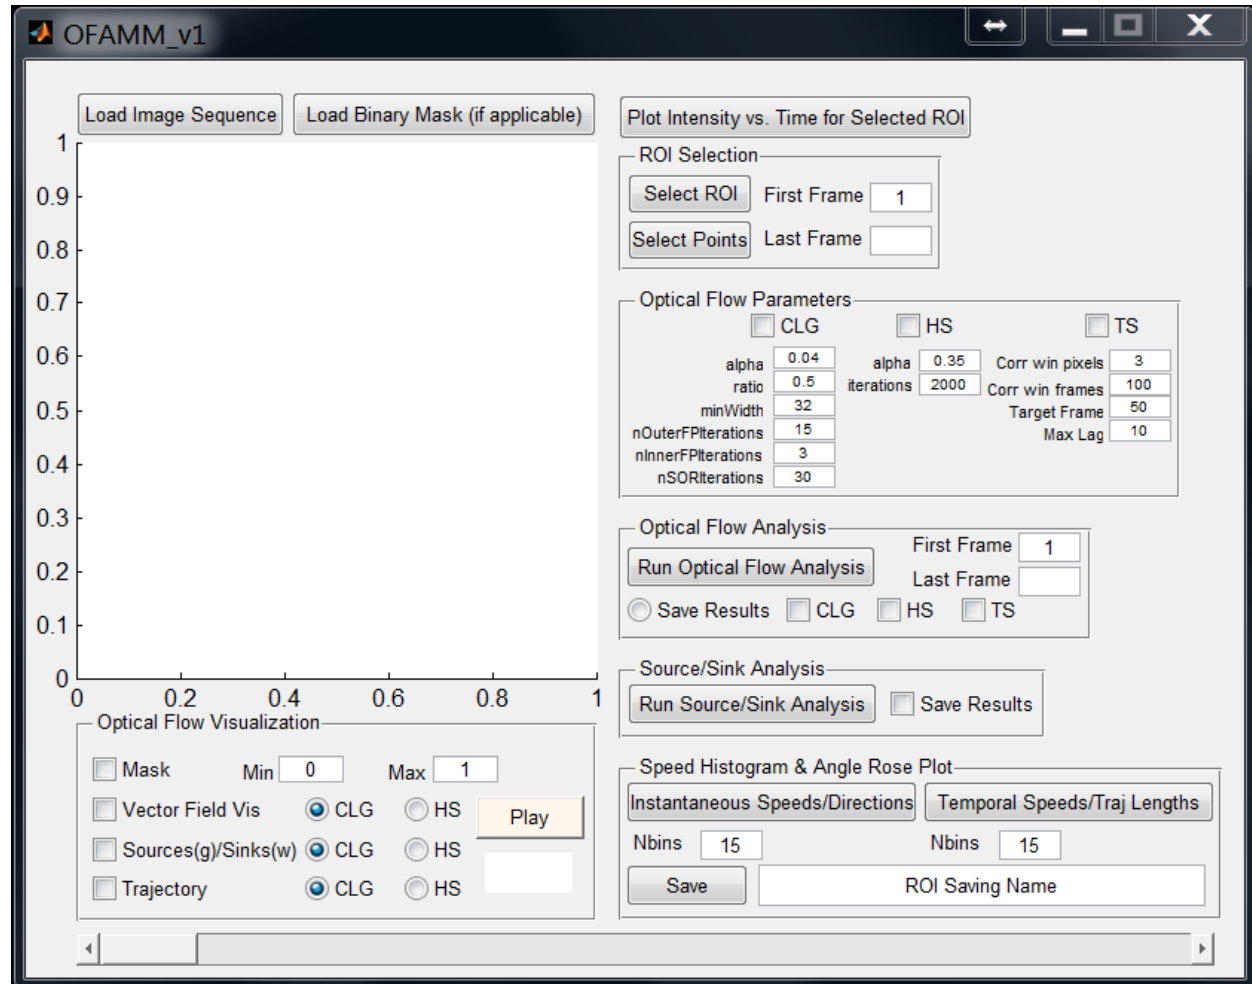 OFAMM_v1
Load Image Sequence
Load Binary Mask (if applicable)
1
0.9
0.8
0.7
0.6
0.5
0.4
0.3
0.2
0.1
0
0 0.2 0.4 0.6 0.8 1
Optical Flow Visualization
Mask Min 0 Max 1
Vector Field Vis CLG HS
Play
Sources(g)/Sinks(w) CLG HS
Trajectory CLG HS
Plot Intensity vs. Time for Selected ROI
ROI Selection
Select ROI First Frame 1
Select Points Last Frame
Optical Flow Parameters
CLG HS TS
alpha 0.04 alpha 0.35 Corr win pixels 3
ratio 0.5 iterations 2000 Corr win frames 100
minWidth 32 Target Frame 50
nOuterFPIterations 15 Max Lag 10
nInnerFPIterations 3
nSORIterations 30
Optical Flow Analysis
Run Optical Flow Analysis First Frame 1
Last Frame
Save Results CLG HS TS
Source/Sink Analysis
Run Source/Sink Analysis Save Results
Speed Histogram & Angle Rose Plot
Instantaneous Speeds/Directions Temporal Speeds/Traj Lengths
Nbins 15 Nbins 15
Save ROI Saving Name